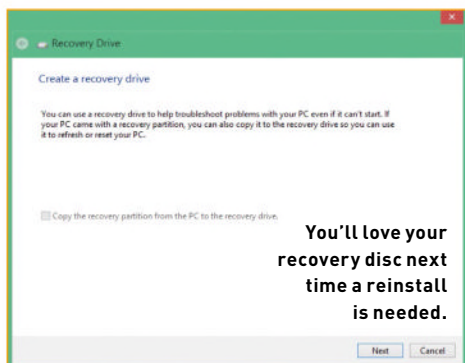 Recovery Drive
Create a recovery drive
You can use a recovery drive to help troubleshoot problems with your PC even if it can't start. If
your PC came with a recovery partition, you can also copy it to the recovery drive so you can use
it to refresh or reset your PC.
Copy the recovery partition from the PC to the recovery drive.
You'll love your
recovery disc next
time a reinstall
is needed.
Next Cancel